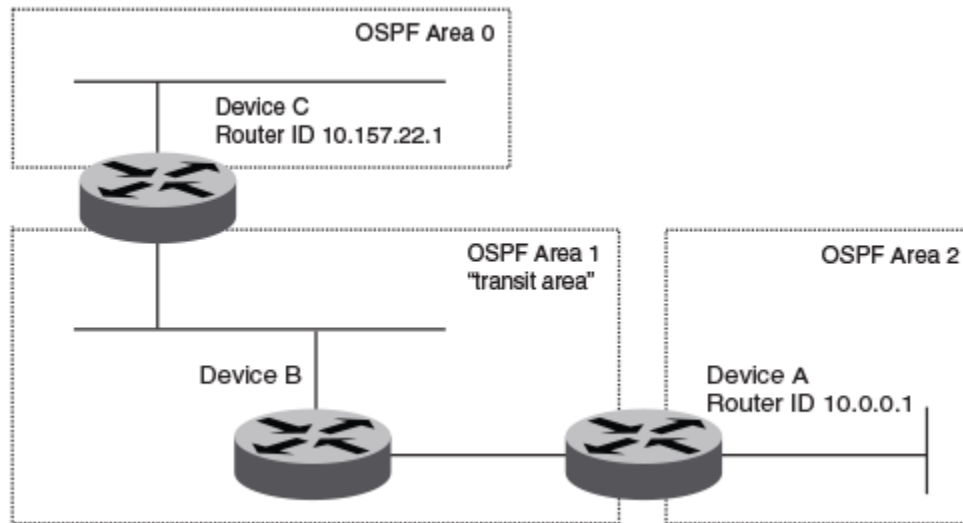 OSPF Area 0
Device C
Router ID 10.157.22.1
OSPF Area 1
“transit area”
OSPF Area 2
Device B
Device A
Router ID 10.0.0.1